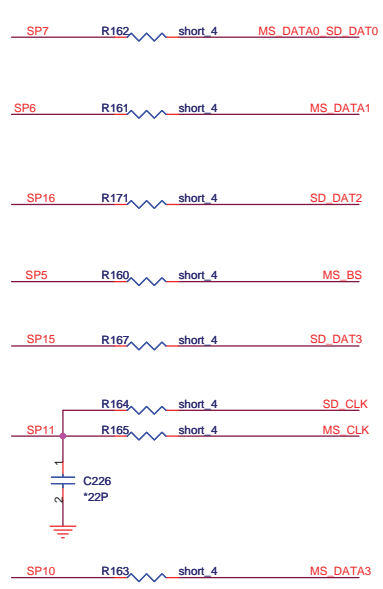 SP7 R162 short_4 MS_DATA0_SD_DAT0
SP6 R161 short_4 MS_DATA1
SP16 R171 short_4 SD_DAT2
SP5 R160 short_4 MS_BS
SP15 R167 short_4 SD_DAT3
R164 short_4 SD_CLK
SP11 R165 short_4 MS_CLK
1
C226
*22P
2
SP10 R163 short_4 MS_DATA3